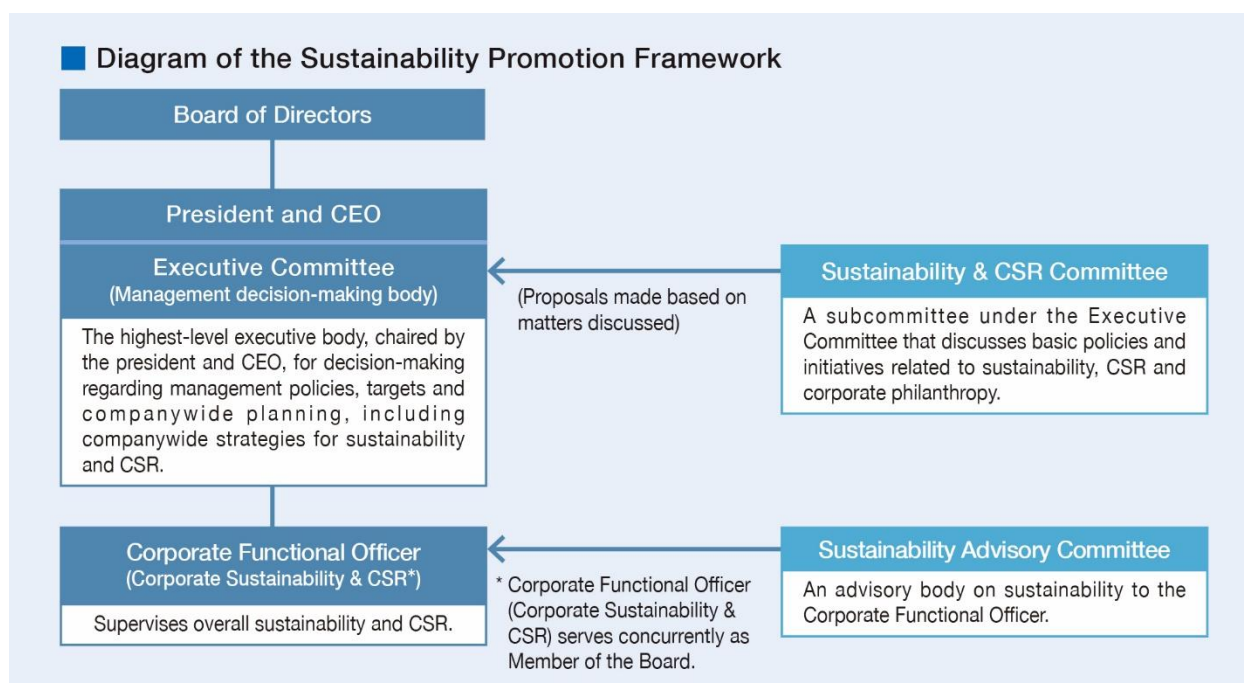 Diagram of the Sustainability Promotion Framework
Board of Directors
President and CEO
Executive Committee
(Management decision-making body)
The highest-level executive body, chaired by
the president and CEO, for decision-making
regarding management policies, targets and
companywide planning, including
companywide strategies for sustainability
and CSR.
(Proposals made based on
matters discussed)
Sustainability & CSR Committee
A subcommittee under the Executive
Committee that discusses basic policies and
initiatives related to sustainability, CSR and
corporate philanthropy.
Corporate Functional Officer
(Corporate Sustainability & CSR*)
Supervises overall sustainability and CSR.
* Corporate Functional Officer
(Corporate Sustainability &
CSR) serves concurrently as
Member of the Board.
Sustainability Advisory Committee
An advisory body on sustainability to the
Corporate Functional Officer.